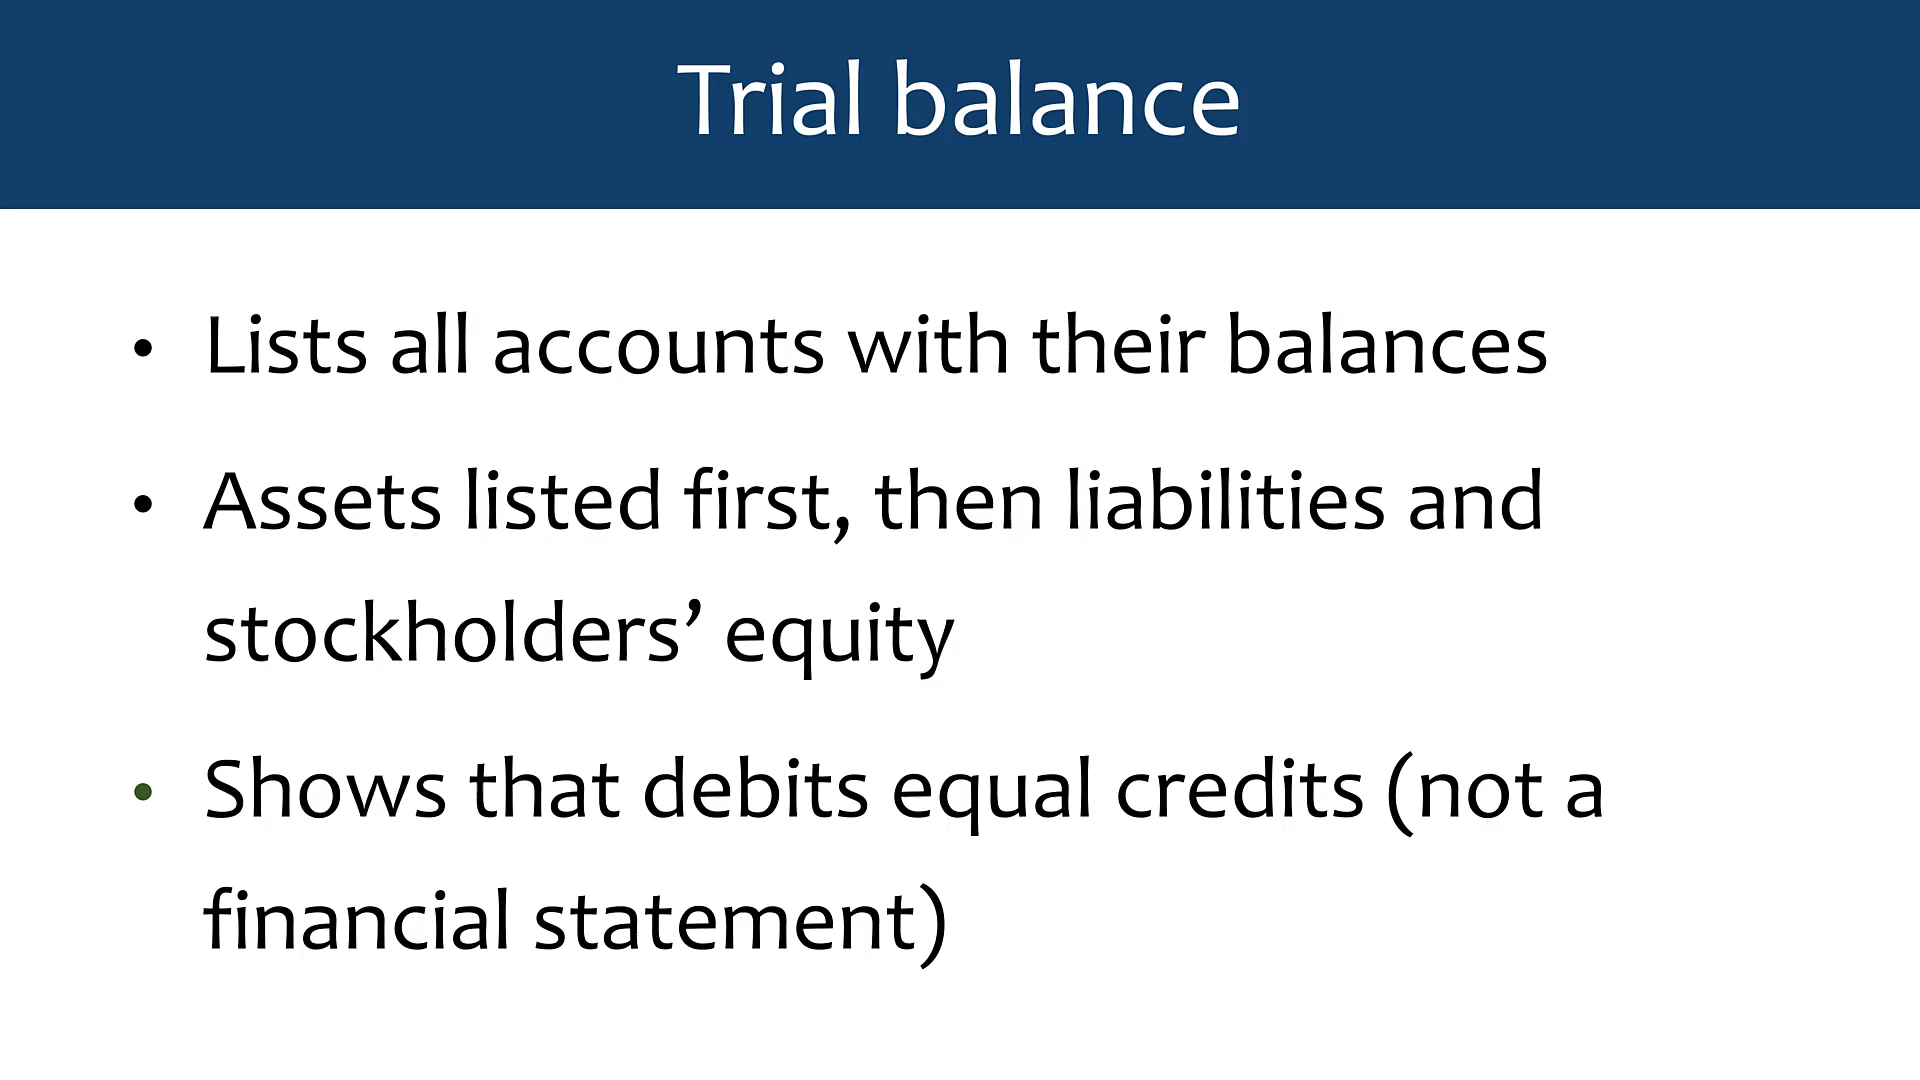 Trial balance
• Lists all accounts with their balances
• Assets listed first, then liabilities and
stockholders’ equity
• Shows that debits equal credits (not a
financial statement)